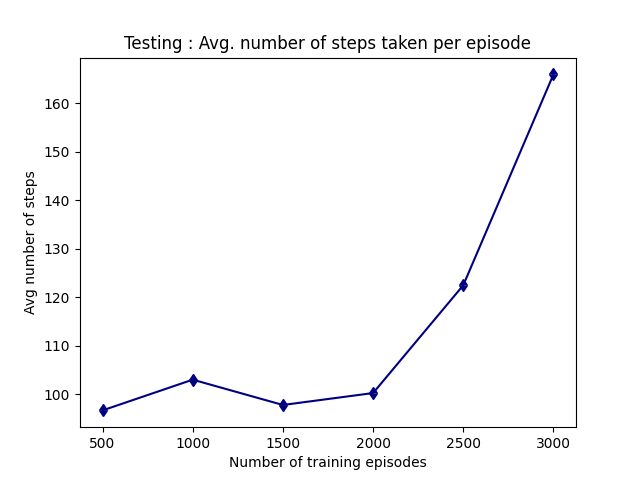 Testing : Avg. number of steps taken per episode
Avg number of steps
160
150
140
130
120
110
100
500 1000 1500 2000 2500 3000
Number of training episodes